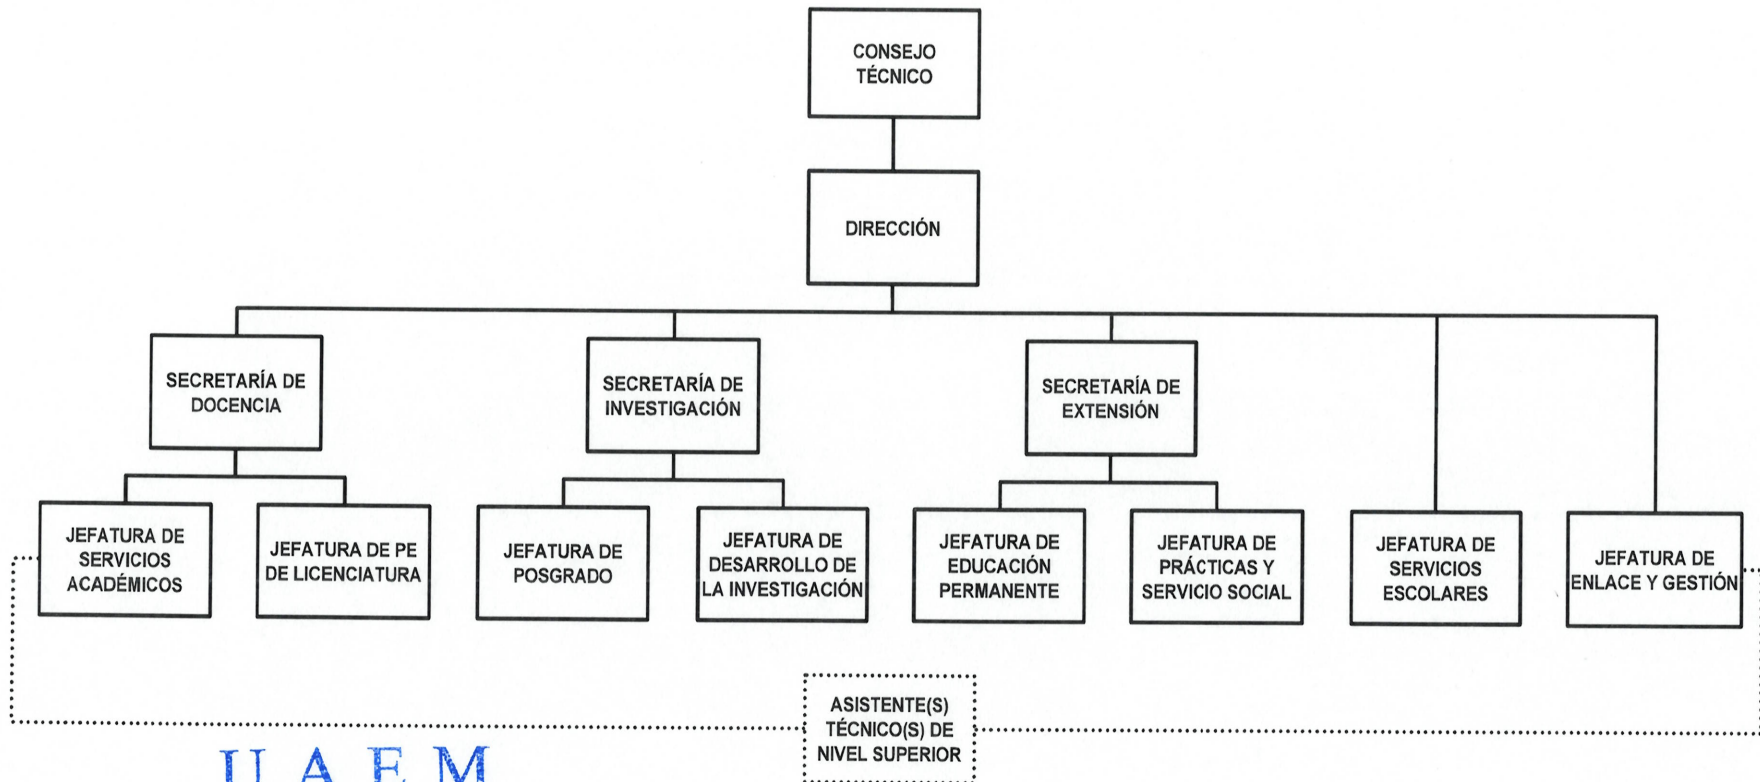 CONSEJO
TÉCNICO
DIRECCIÓN
SECRETARÍA DE
DOCENCIA
SECRETARÍA DE
INVESTIGACIÓN
SECRETARÍA DE
EXTENSIÓN
JEFATURA DE
SERVICIOS
ACADÉMICOS
JEFATURA DE PE
DE LICENCIATURA
JEFATURA DE
POSGRADO
JEFATURA DE
DESARROLLO DE
LA INVESTIGACIÓN
JEFATURA DE
EDUCACIÓN
PERMANENTE
JEFATURA DE
PRÁCTICAS Y
SERVICIO SOCIAL
JEFATURA DE
SERVICIOS
ESCOLARES
JEFATURA DE
ENLACE Y GESTIÓN
ASISTENTE(S)
TÉCNICO(S) DE
NIVEL SUPERIOR
UAEM